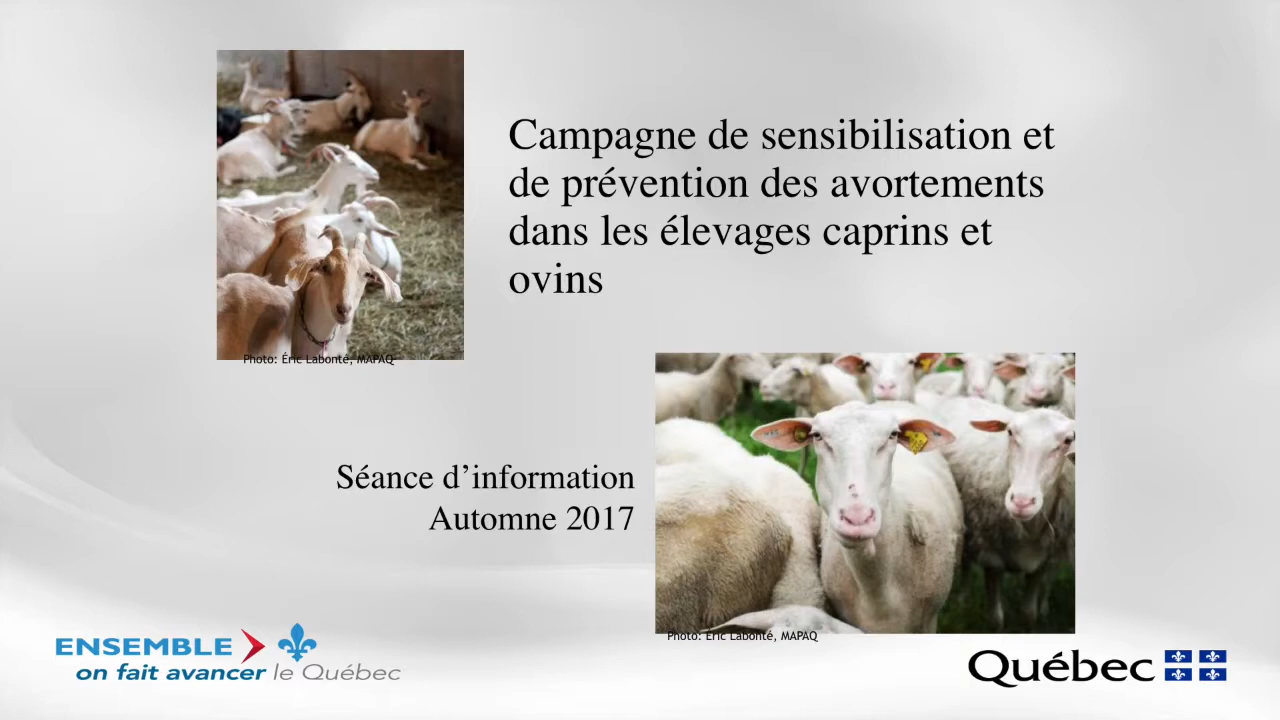 Campagne de sensibilisation et
de prévention des avortements
dans les élevages caprins et
ovins
Photo: Éric Labonté, MAPAQ
Séance d’information
Automne 2017
Photo: Éric Labonté, MAPAQ
ENSEMBLE
on fait avancer le Québec
Québec